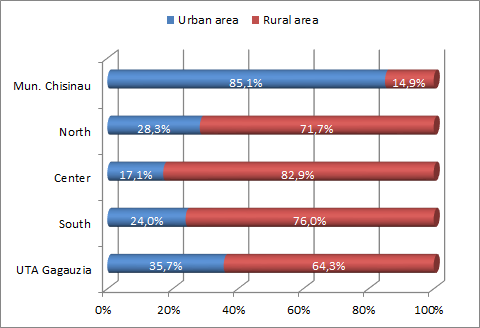 Urban area Rural area
Mun. Chisinau 85,1% 14,9%
North 28,3% 71,7%
Center 17,1% 82,9%
South 24,0% 76,0%
UTA Gagauzia 35,7% 64,3%
0% 20% 40% 60% 80% 100%